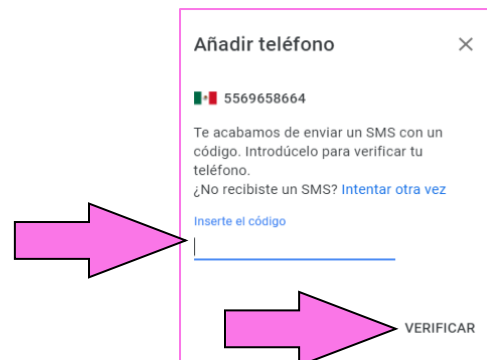 Añadir teléfono
5569658664
Te acabamos de enviar un SMS con un
código. Introdúcelo para verificar tu
teléfono.
¿No recibiste un SMS? Intentar otra vez
Inserte el código
VERIFICAR